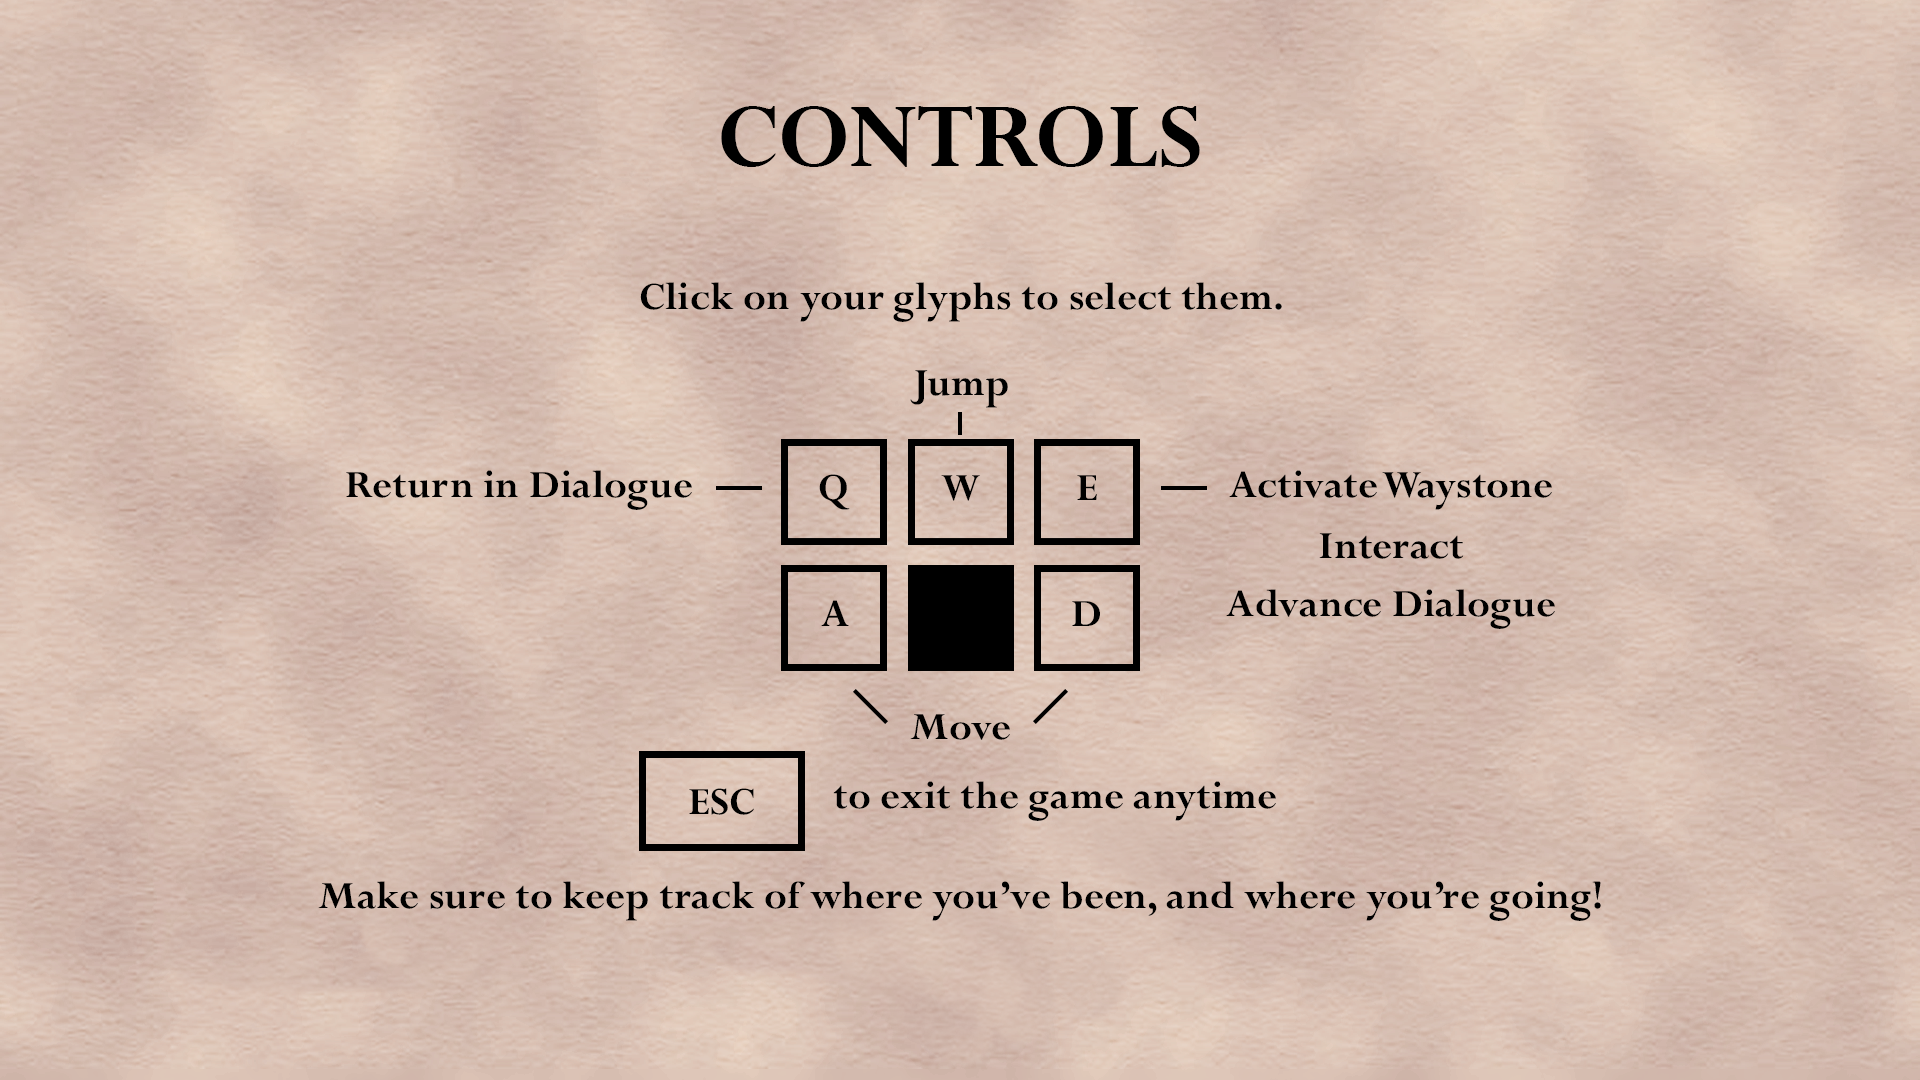 CONTROLS
Click on your glyphs to select them.
Jump
Return in Dialogue
Q
W
E
Activate Waystone
Interact
A
D
Advance Dialogue
Move
ESC
to exit the game anytime
Make sure to keep track of where you've been, and where you're going!